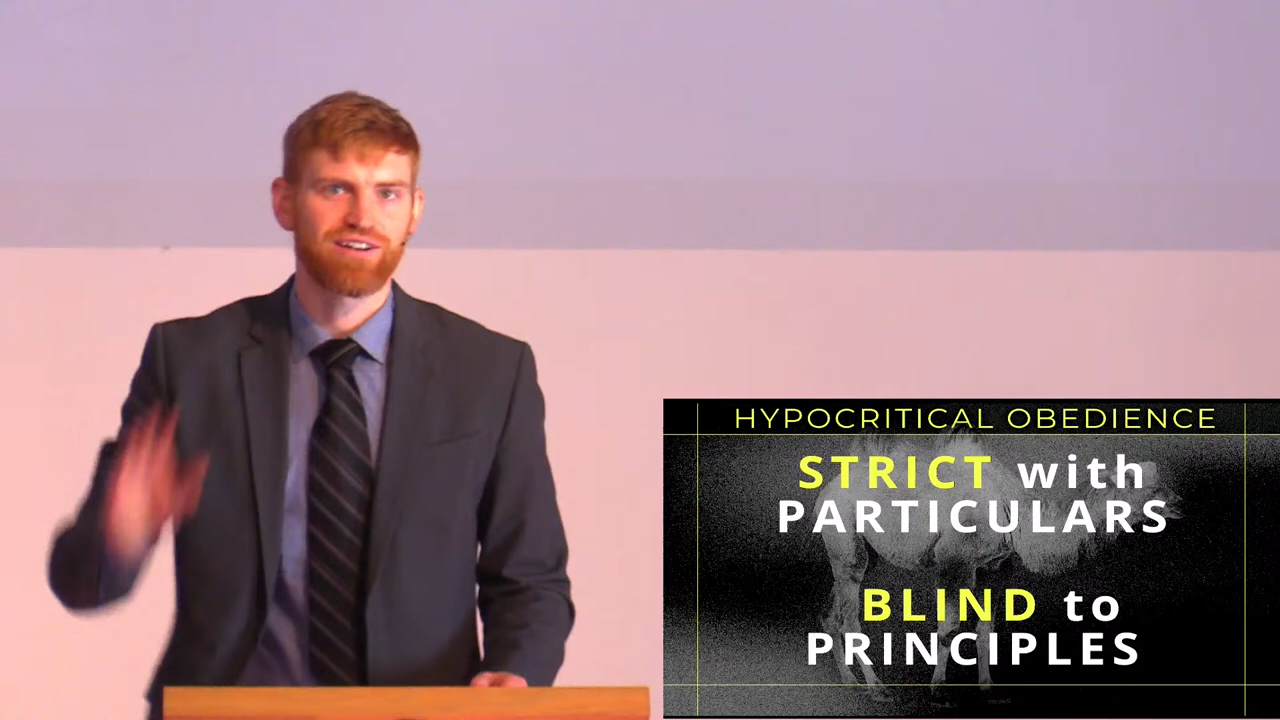 HYPOCRITICAL OBEDIENCE
STRICT with
PARTICULARS
BLIND to
PRINCIPLES